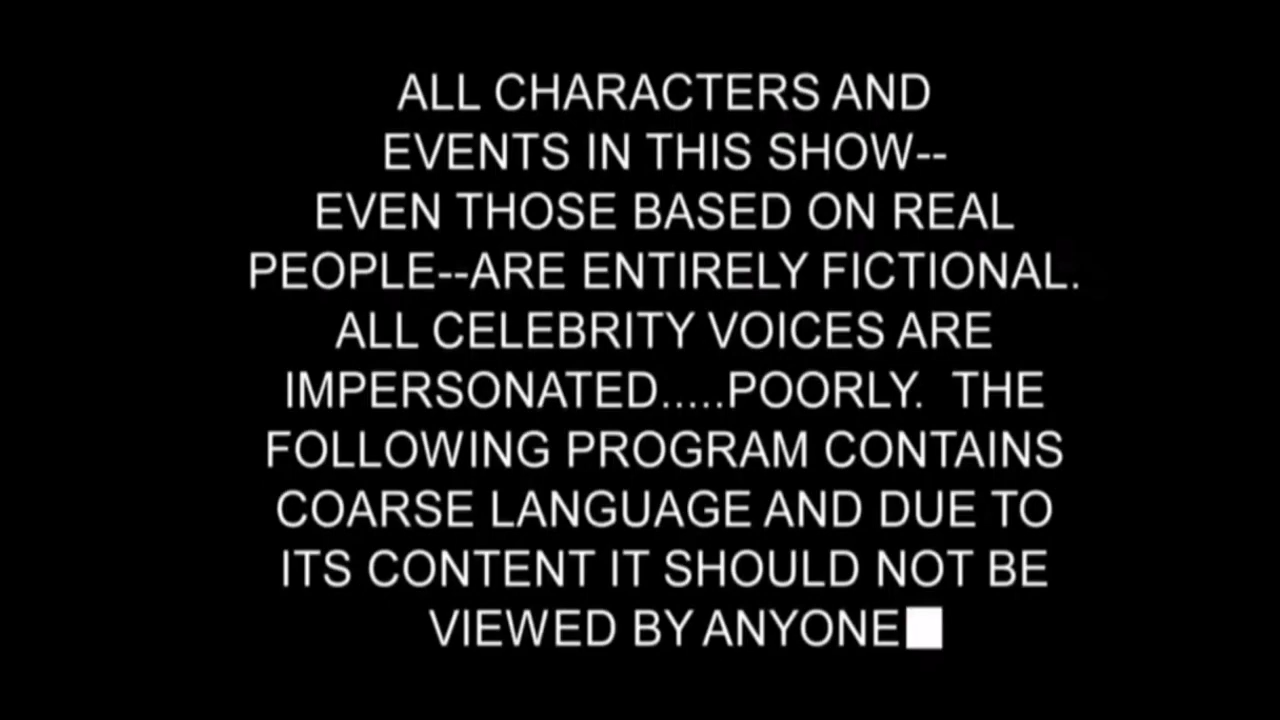 ALL CHARACTERS AND
EVENTS IN THIS SHOW--
EVEN THOSE BASED ON REAL
PEOPLE--ARE ENTIRELY FICTIONAL.
ALL CELEBRITY VOICES ARE
IMPERSONATED.....POORLY. THE
FOLLOWING PROGRAM CONTAINS
COARSE LANGUAGE AND DUE TO
ITS CONTENT IT SHOULD NOT BE
VIEWED BY ANYONE